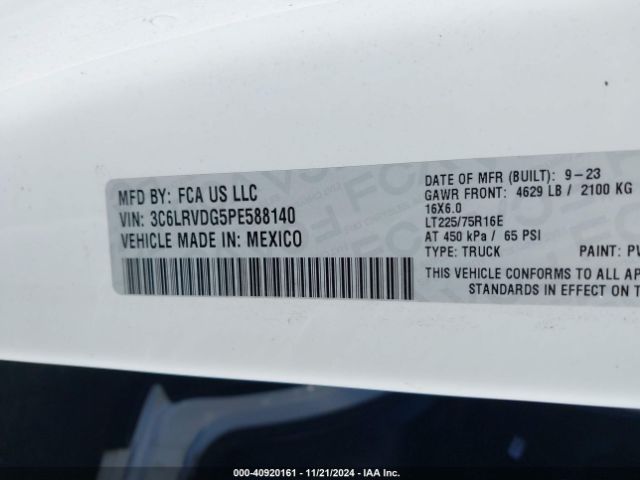 MFD BY: FCA US LLC
VIN: 3C6LRVDG5PE588140
VEHICLE MADE IN: MEXICO
DATE OF MFR (BUILT): 9-23
GAWR FRONT: 4629 LB / 2100 KG
16X6.0
LT225/75R16E
AT 450 kPa / 65 PSI
TYPE: TRUCK PAINT: PV
THIS VEHICLE CONFORMS TO ALL AP
STANDARDS IN EFFECT ON T
000-40920161 - 11/21/2024 - IAA Inc.